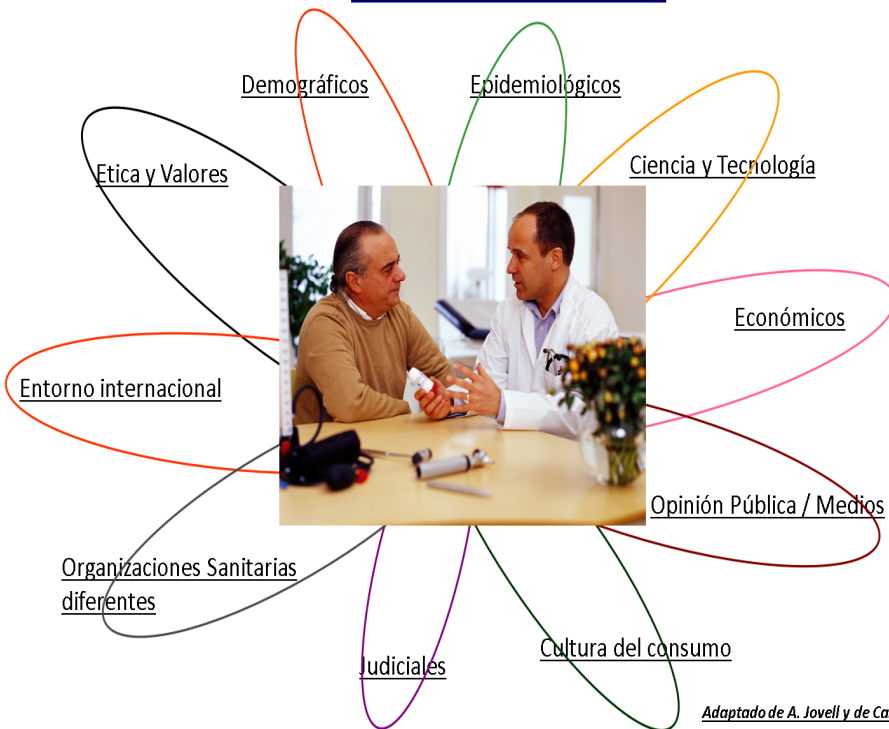 Demográficos
Epidemiológicos
Etica y Valores
Ciencia y Tecnología
Económicos
Entorno internacional
Opinión Pública / Medios
Organizaciones Sanitarias
diferentes
Cultura del consumo
Judiciales
Adaptado de A. Jovell y de